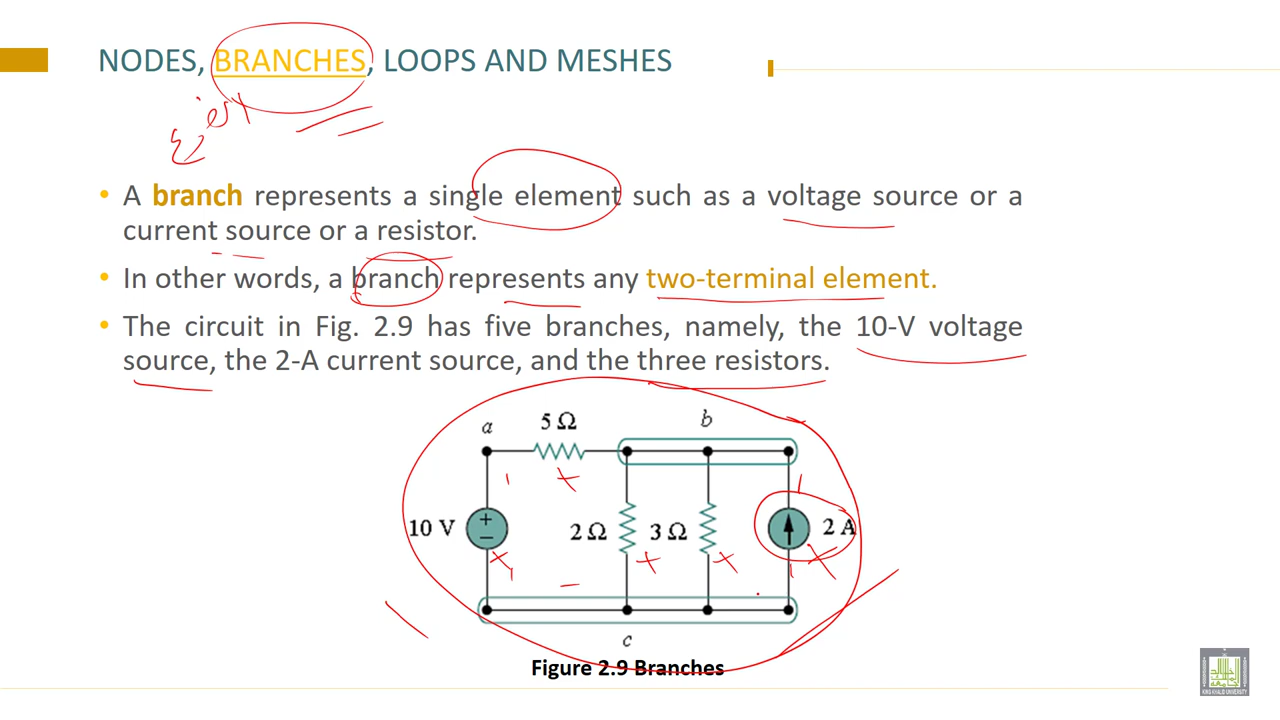 NODES, BRANCHES, LOOPS AND MESHES
• A branch represents a single element such as a voltage source or a
current source or a resistor.
• In other words, a branch represents any two-terminal element.
• The circuit in Fig. 2.9 has five branches, namely, the 10-V voltage
source, the 2-A current source, and the three resistors.
a
5 Ω
b
10 V
+
−
2 Ω
3 Ω
2 A
c
Figure 2.9 Branches
KING KHALID UNIVERSITY